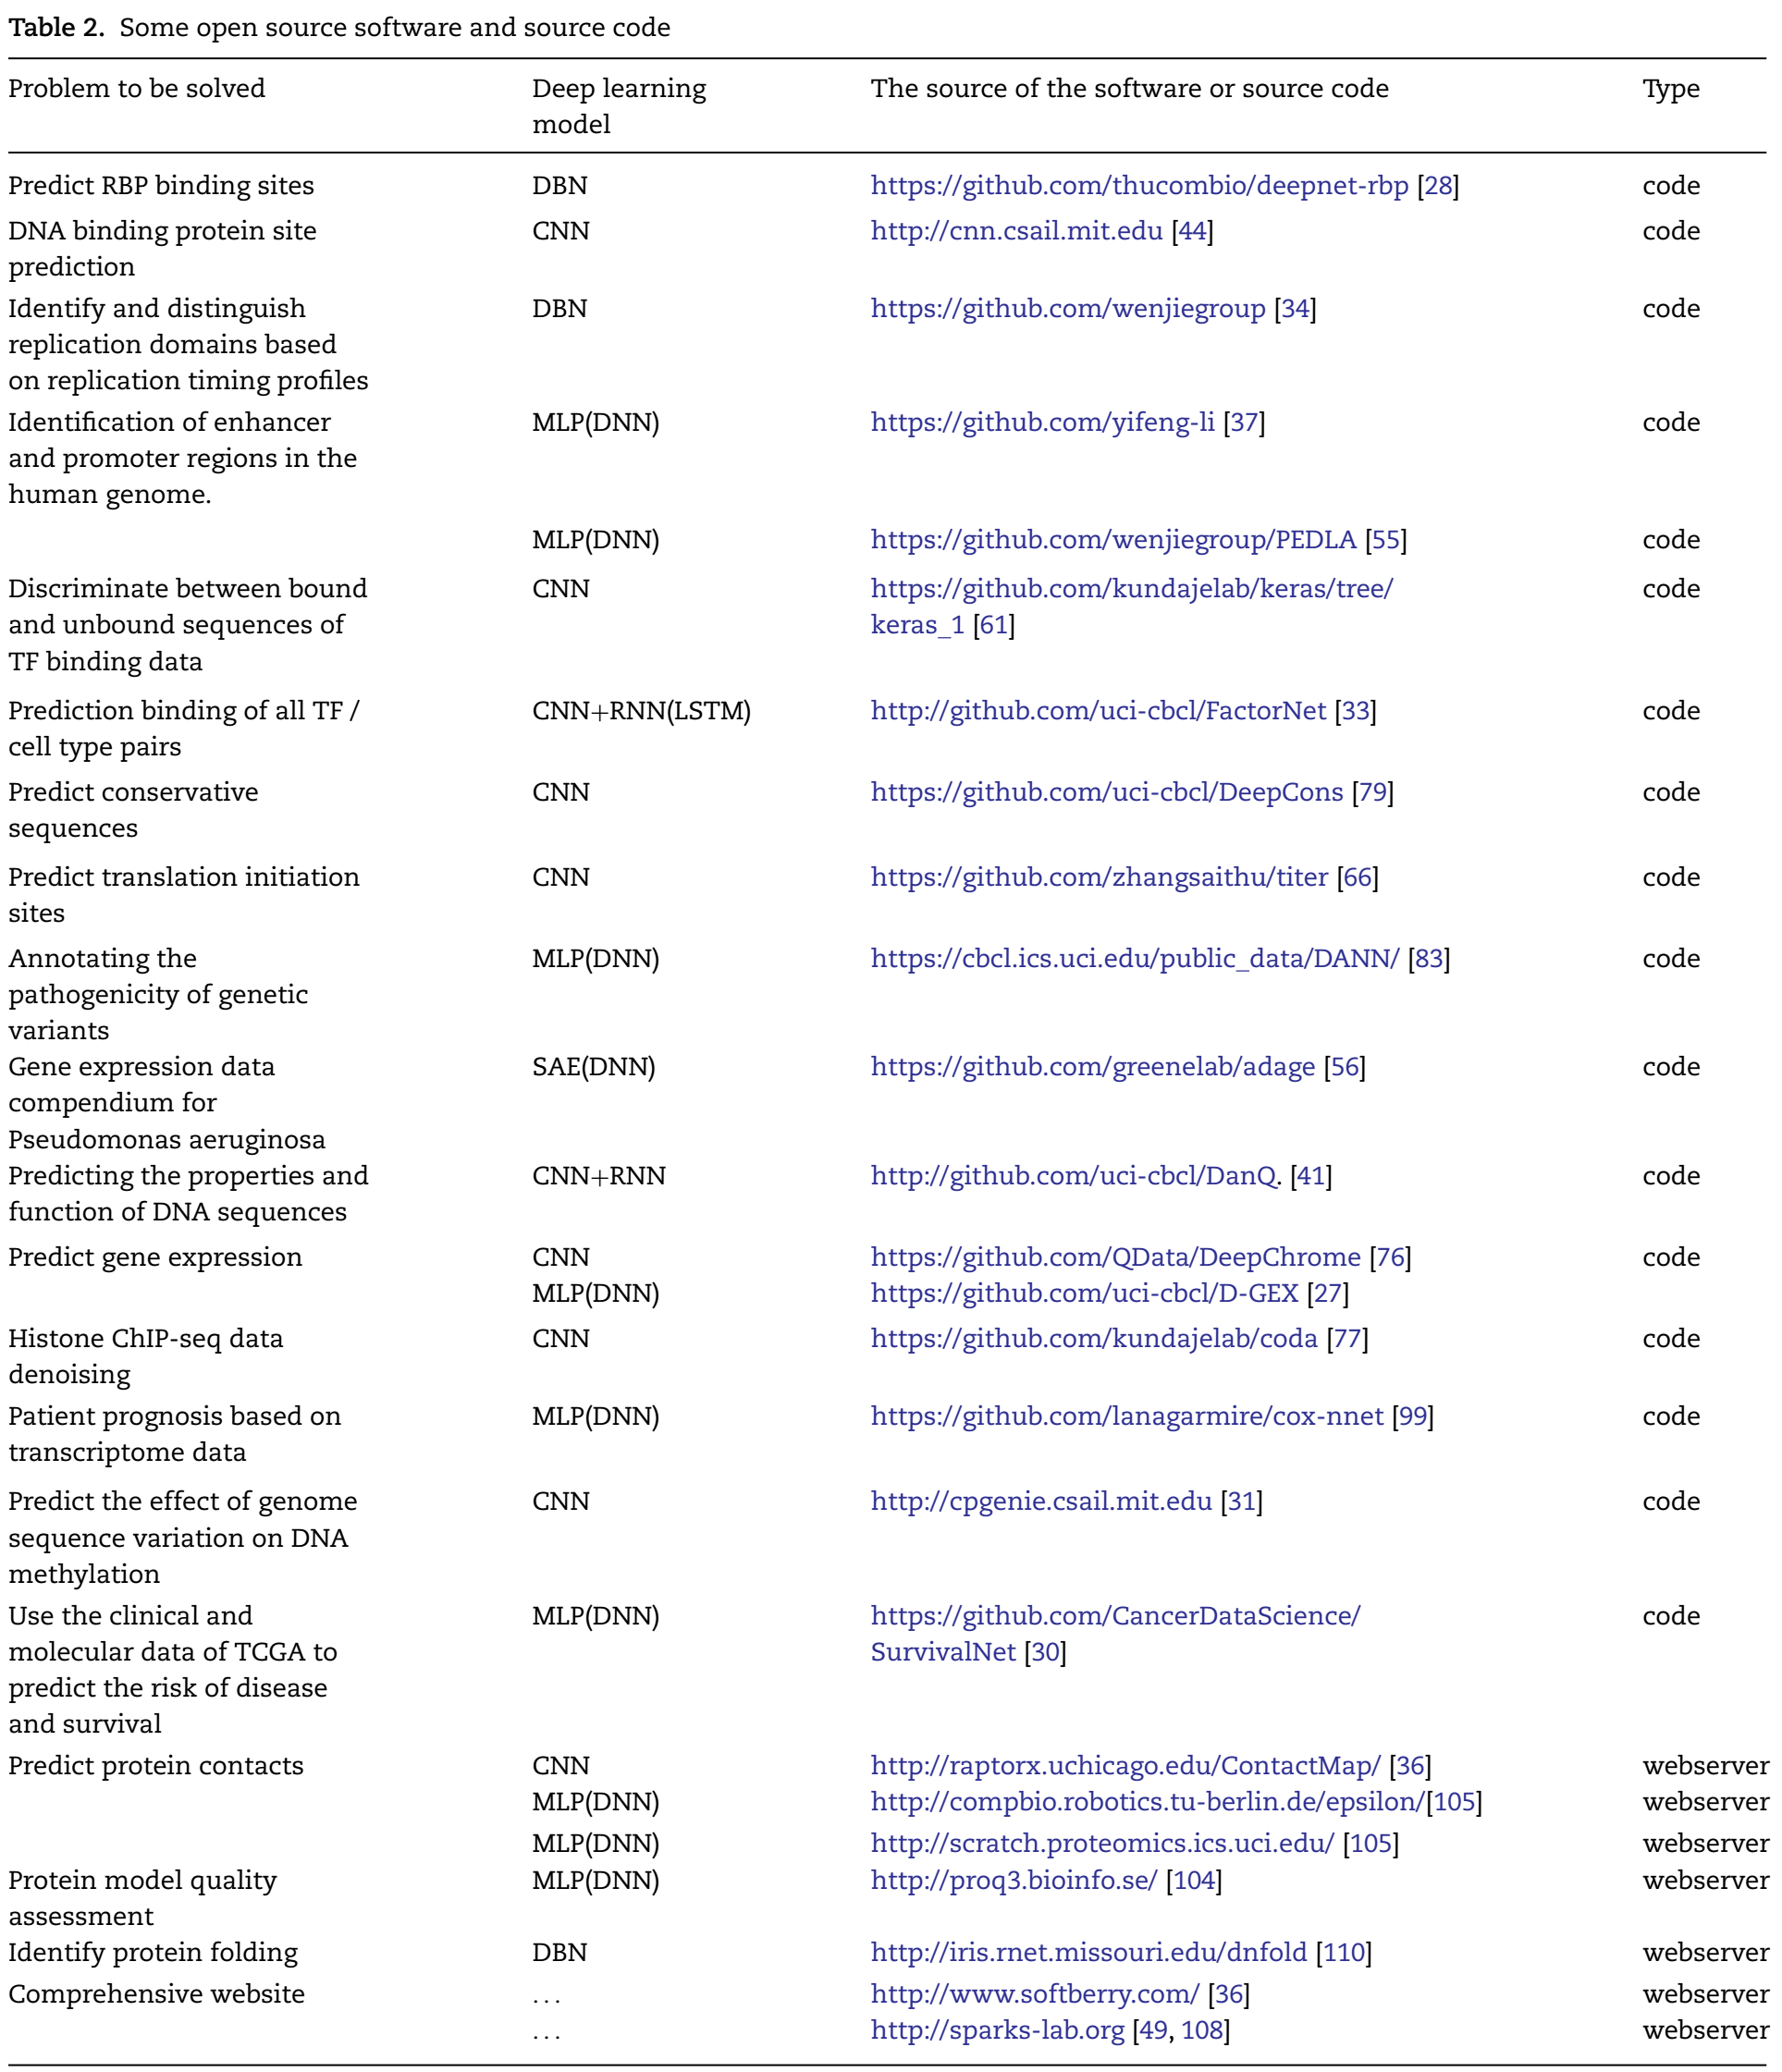 Table 2. Some open source software and source code
Problem to be solved Deep learning The source of the software or source code Type
model
Predict RBP binding sites DBN https://github.com/thucombio/deepnet-rbp [28] code
DNA binding protein site CNN http://cnn.csail.mit.edu [44] code
prediction
Identify and distinguish DBN https://github.com/wenjiegroup [34] code
replication domains based
on replication timing profiles
Identification of enhancer MLP(DNN) https://github.com/yifeng-li [37] code
and promoter regions in the
human genome.
MLP(DNN) https://github.com/wenjiegroup/PEDLA [55] code
Discriminate between bound CNN https://github.com/kundajelab/keras/tree/ code
and unbound sequences of keras_1 [61]
TF binding data
Prediction binding of all TF / CNN+RNN(LSTM) http://github.com/uci-cbcl/FactorNet [33] code
cell type pairs
Predict conservative CNN https://github.com/uci-cbcl/DeepCons [79] code
sequences
Predict translation initiation CNN https://github.com/zhangsaithu/titer [66] code
sites
Annotating the MLP(DNN) https://cbcl.ics.uci.edu/public_data/DANN/ [83] code
pathogenicity of genetic
variants
Gene expression data SAE(DNN) https://github.com/greenelab/adage [56] code
compendium for
Pseudomonas aeruginosa
Predicting the properties and CNN+RNN http://github.com/uci-cbcl/DanQ. [41] code
function of DNA sequences
Predict gene expression CNN https://github.com/QData/DeepChrome [76] code
MLP(DNN) https://github.com/uci-cbcl/D-GEX [27]
Histone ChIP-seq data CNN https://github.com/kundajelab/coda [77] code
denoising
Patient prognosis based on MLP(DNN) https://github.com/lanagarmire/cox-nnet [99] code
transcriptome data
Predict the effect of genome CNN http://cpgenie.csail.mit.edu [31] code
sequence variation on DNA
methylation
Use the clinical and MLP(DNN) https://github.com/CancerDataScience/ code
molecular data of TCGA to SurvivalNet [30]
predict the risk of disease
and survival
Predict protein contacts CNN http://raptorx.uchicago.edu/ContactMap/ [36] webserver
MLP(DNN) http://compbio.robotics.tu-berlin.de/epsilon/[105] webserver
MLP(DNN) http://scratch.proteomics.ics.uci.edu/ [105] webserver
Protein model quality MLP(DNN) http://proq3.bioinfo.se/ [104] webserver
assessment
Identify protein folding DBN http://iris.rnet.missouri.edu/dnfold [110] webserver
Comprehensive website . . . http://www.softberry.com/ [36] webserver
. . . http://sparks-lab.org [49, 108] webserver